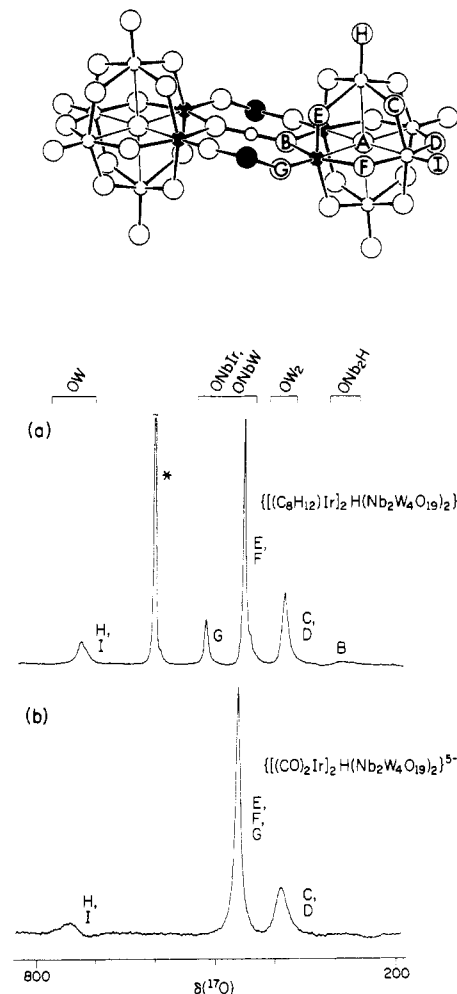 H
E
C
B
A
D
G
F
I
OW
ONbIr,
ONbW
OW₂
ONb₂H
(a)
*
{[(C₈H₁₂)Ir]₂H(Nb₂W₄O₁₉)₂}
E,
F
H,
I
G
C,
D
B
(b)
{[(CO)₂Ir]₂H(Nb₂W₄O₁₉)₂}⁵⁻
E,
F,
G
H,
I
C,
D
800
200
δ(¹⁷O)